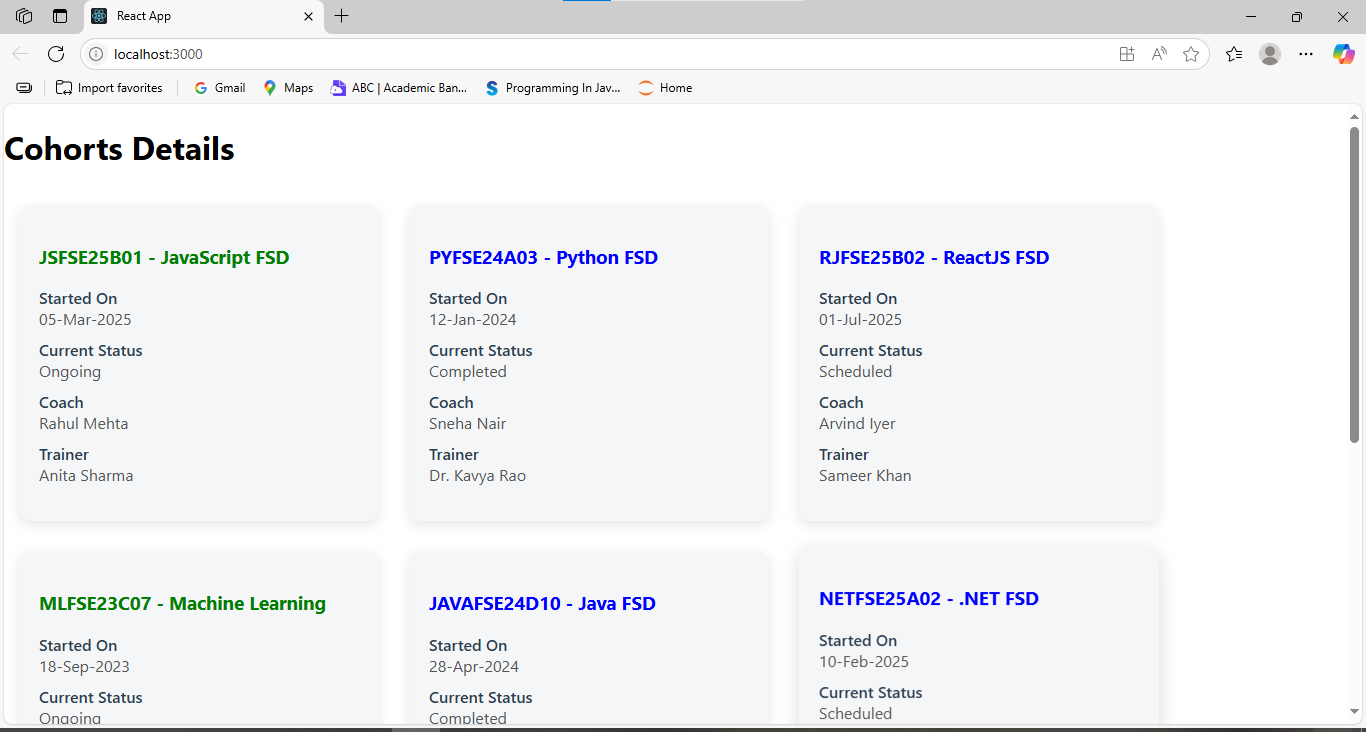 React App
localhost:3000
Import favorites
Gmail
Maps
ABC | Academic Ban...
Programming In Jav...
Home
Cohorts Details
JSFSE25B01 - JavaScript FSD
Started On
05-Mar-2025
Current Status
Ongoing
Coach
Rahul Mehta
Trainer
Anita Sharma
PYFSE24A03 - Python FSD
Started On
12-Jan-2024
Current Status
Completed
Coach
Sneha Nair
Trainer
Dr. Kavya Rao
RJFSE25B02 - ReactJS FSD
Started On
01-Jul-2025
Current Status
Scheduled
Coach
Arvind Iyer
Trainer
Sameer Khan
MLFSE23C07 - Machine Learning
Started On
18-Sep-2023
Current Status
Ongoing
JAVAFSE24D10 - Java FSD
Started On
28-Apr-2024
Current Status
Completed
NETFSE25A02 - .NET FSD
Started On
10-Feb-2025
Current Status
Scheduled